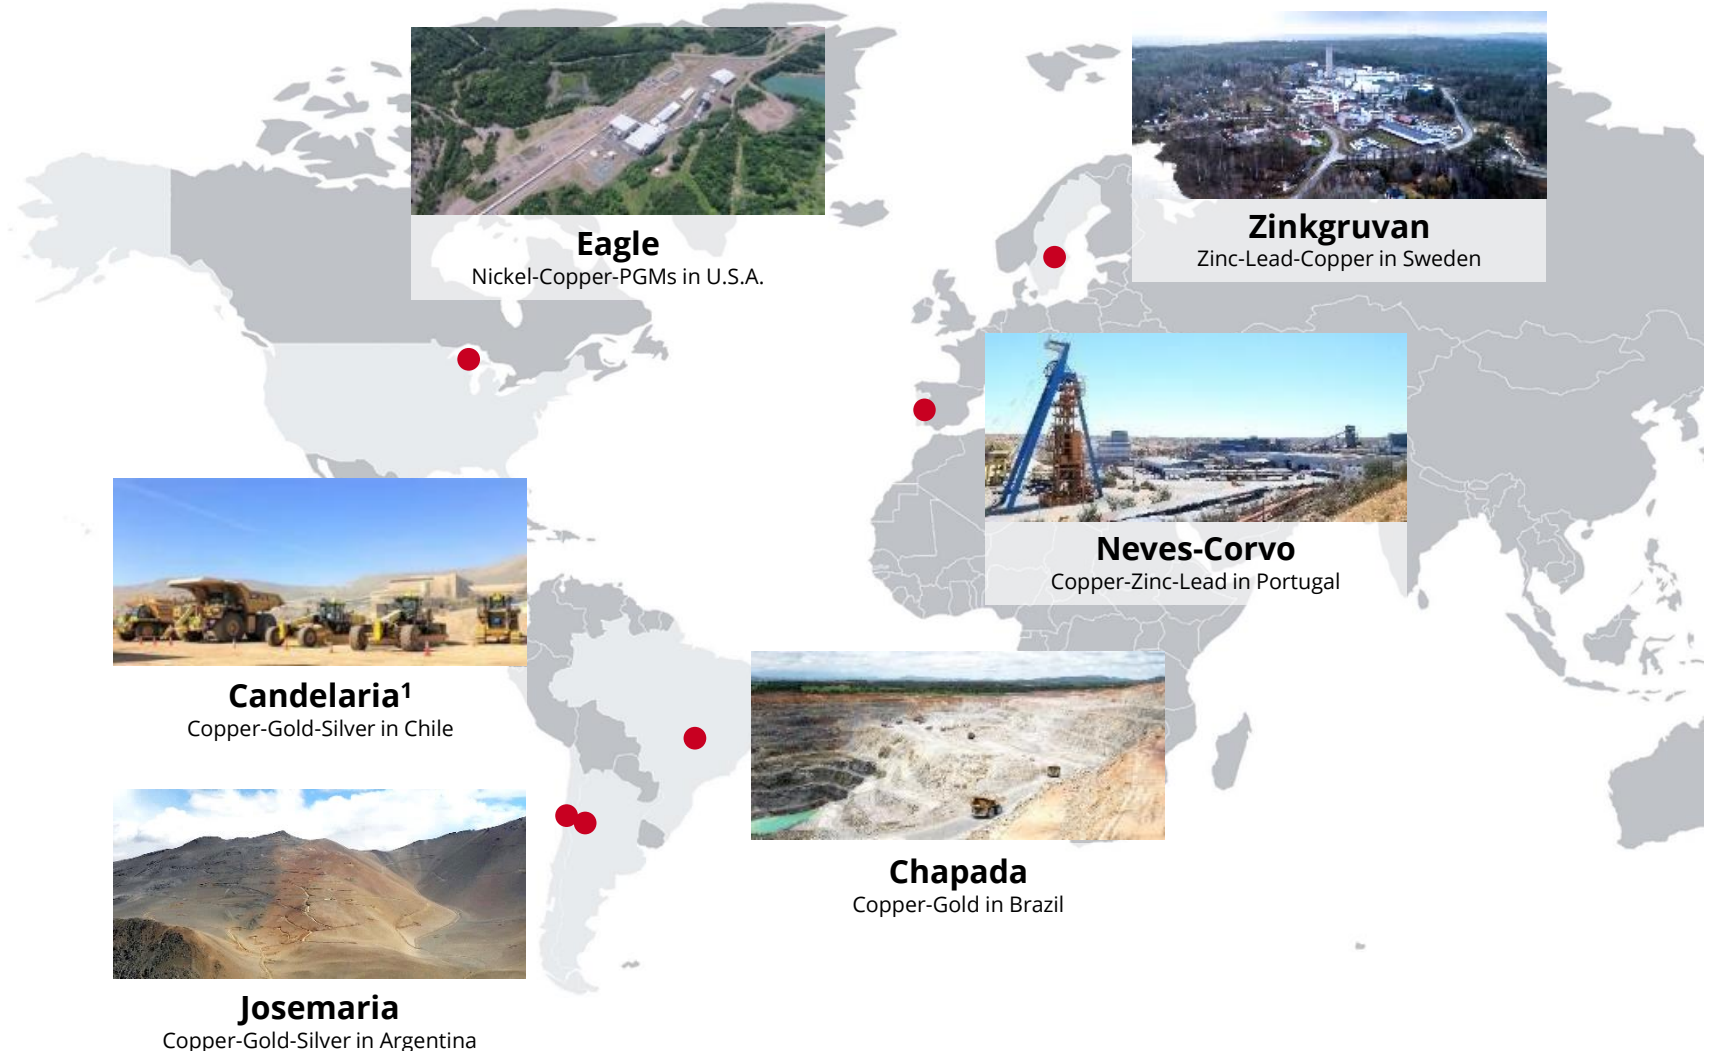 Eagle
Nickel-Copper-PGMs in U.S.A.
Zinkgruvan
Zinc-Lead-Copper in Sweden
Neves-Corvo
Copper-Zinc-Lead in Portugal
Candelaria¹
Copper-Gold-Silver in Chile
Chapada
Copper-Gold in Brazil
Josemaria
Copper-Gold-Silver in Argentina